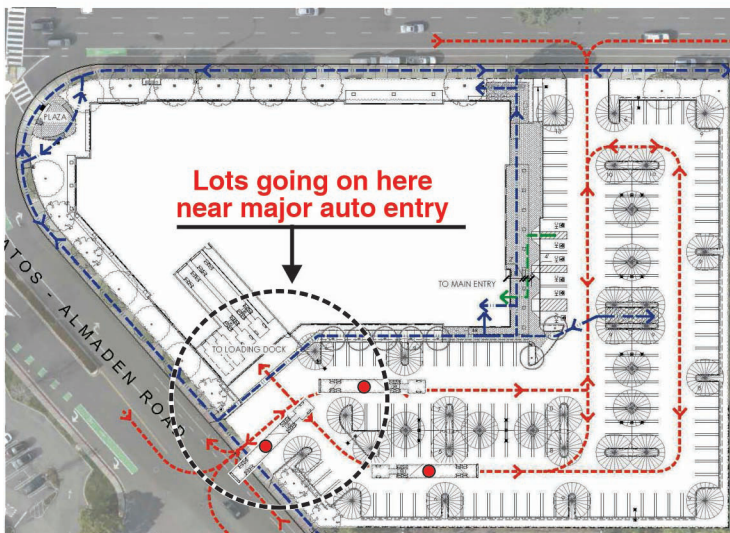 PLAZA
Lots going on here
near major auto entry
TO MAIN ENTRY
TO LOADING DOCK
ATOS - ALMADEN ROAD